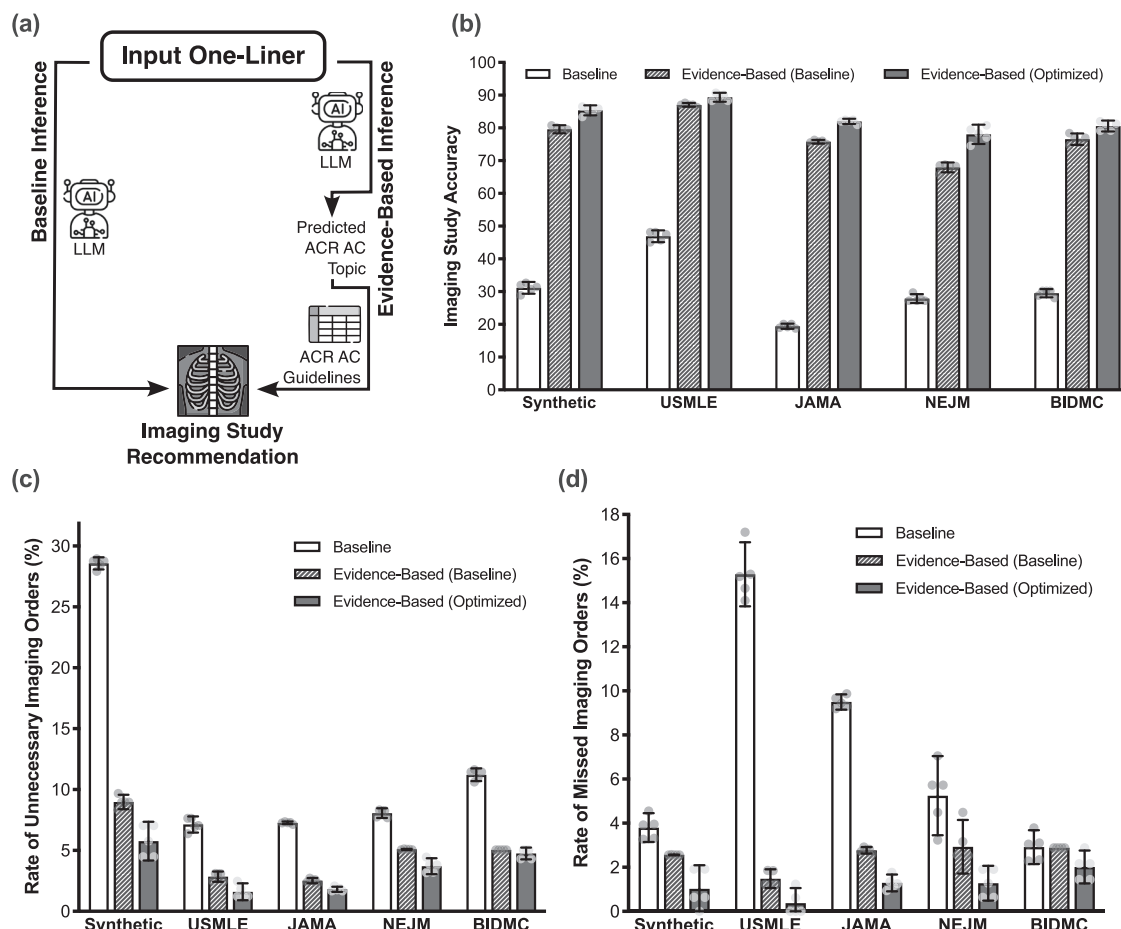 (a)
Input One-Liner
Baseline Inference
AI
LLM
AI
LLM
Evidence-Based Inference
Predicted
ACR AC
Topic
ACR AC
Guidelines
Imaging Study
Recommendation
(b)
Baseline
Evidence-Based (Baseline)
Evidence-Based (Optimized)
Imaging Study Accuracy
100
90
80
70
60
50
40
30
20
10
0
Synthetic
USMLE
JAMA
NEJM
BIDMC
(c)
Baseline
Evidence-Based (Baseline)
Evidence-Based (Optimized)
Rate of Unnecessary Imaging Orders (%)
30
25
20
15
10
5
0
Synthetic
USMLE
JAMA
NEJM
BIDMC
(d)
Baseline
Evidence-Based (Baseline)
Evidence-Based (Optimized)
Rate of Missed Imaging Orders (%)
18
16
14
12
10
8
6
4
2
0
Synthetic
USMLE
JAMA
NEJM
BIDMC